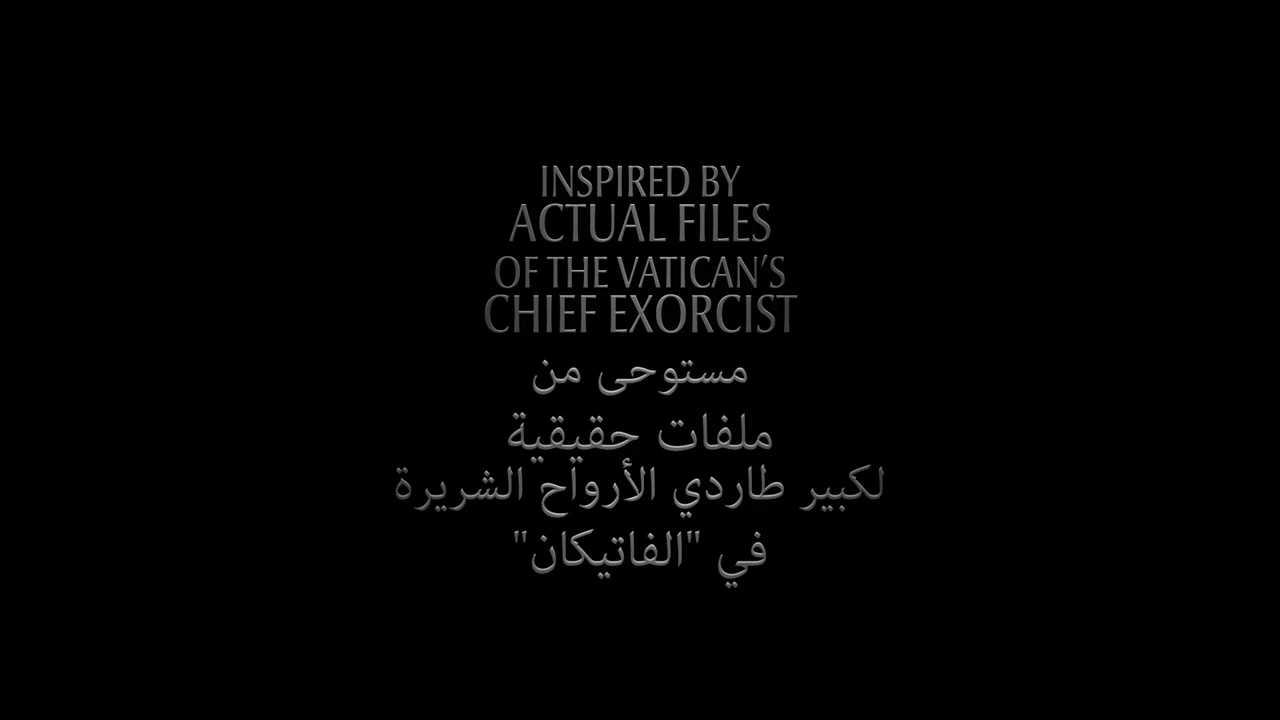 INSPIRED BY
ACTUAL FILES
OF THE VATICAN'S
CHIEF EXORCIST
مستوحى من
ملفات حقيقية
لكبير طاردي الأرواح الشريرة
في "الفاتيكان"